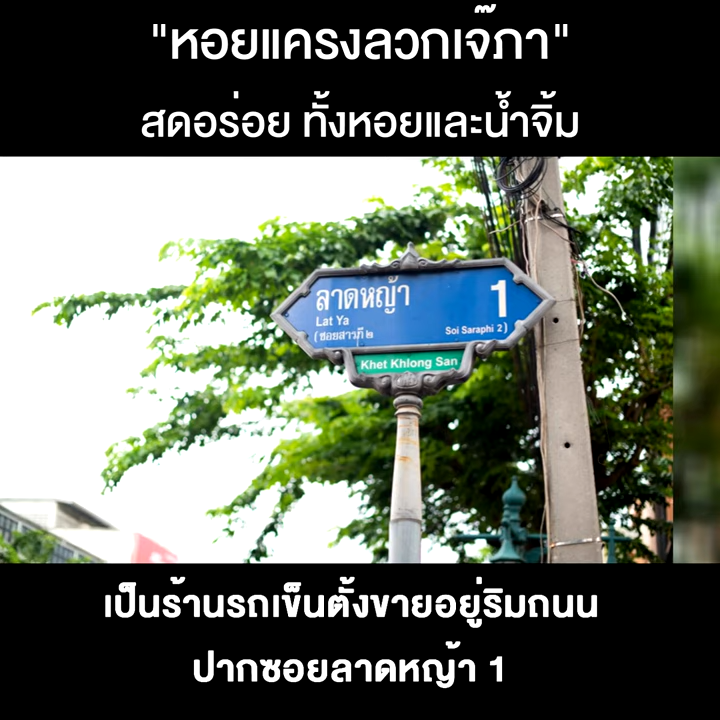 "หอยแครงลวกเจ๊ภา"
สดอร่อย ทั้งหอยและน้ำจิ้ม
ลาดหญ้า 1
Lat Ya
(ซอยสารภี ๒ Soi Saraphi 2)
Khet Khlong San
เป็นร้านรถเข็นตั้งขายอยู่ริมถนน
ปากซอยลาดหญ้า 1